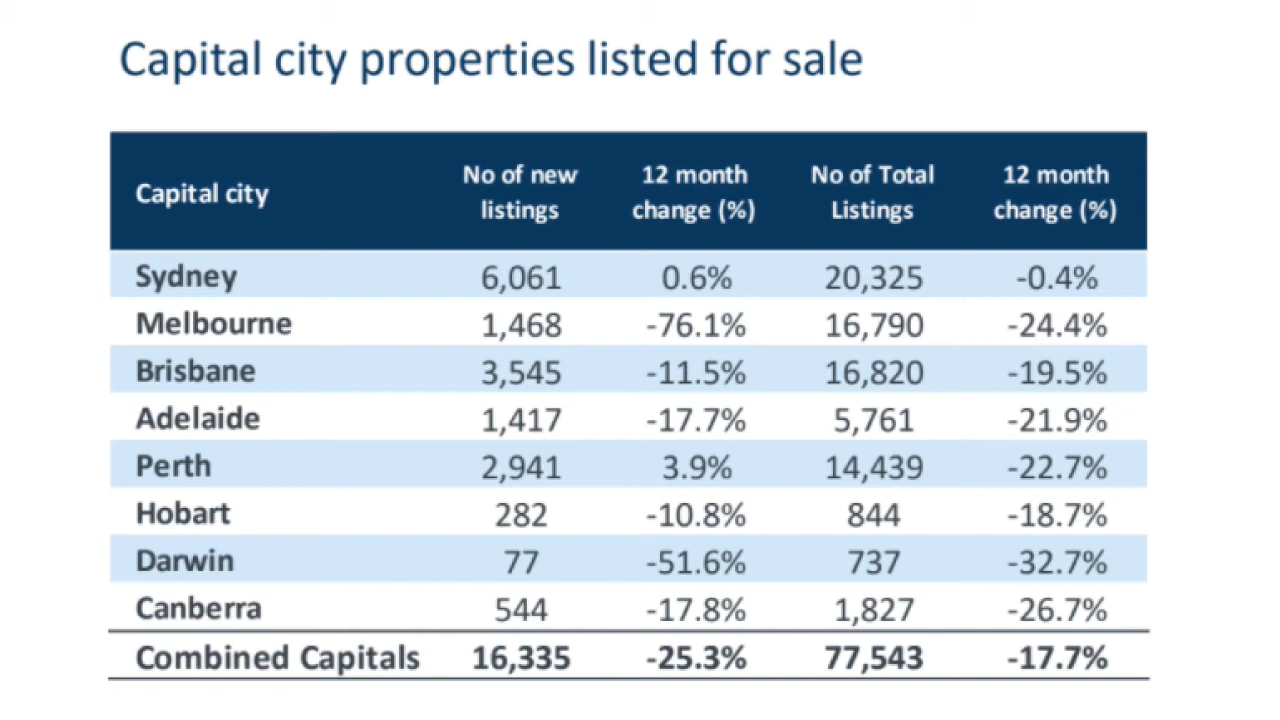 Capital city properties listed for sale
Capital city No of new listings 12 month change (%) No of Total Listings 12 month change (%)
Sydney 6,061 0.6% 20,325 -0.4%
Melbourne 1,468 -76.1% 16,790 -24.4%
Brisbane 3,545 -11.5% 16,820 -19.5%
Adelaide 1,417 -17.7% 5,761 -21.9%
Perth 2,941 3.9% 14,439 -22.7%
Hobart 282 -10.8% 844 -18.7%
Darwin 77 -51.6% 737 -32.7%
Canberra 544 -17.8% 1,827 -26.7%
Combined Capitals 16,335 -25.3% 77,543 -17.7%